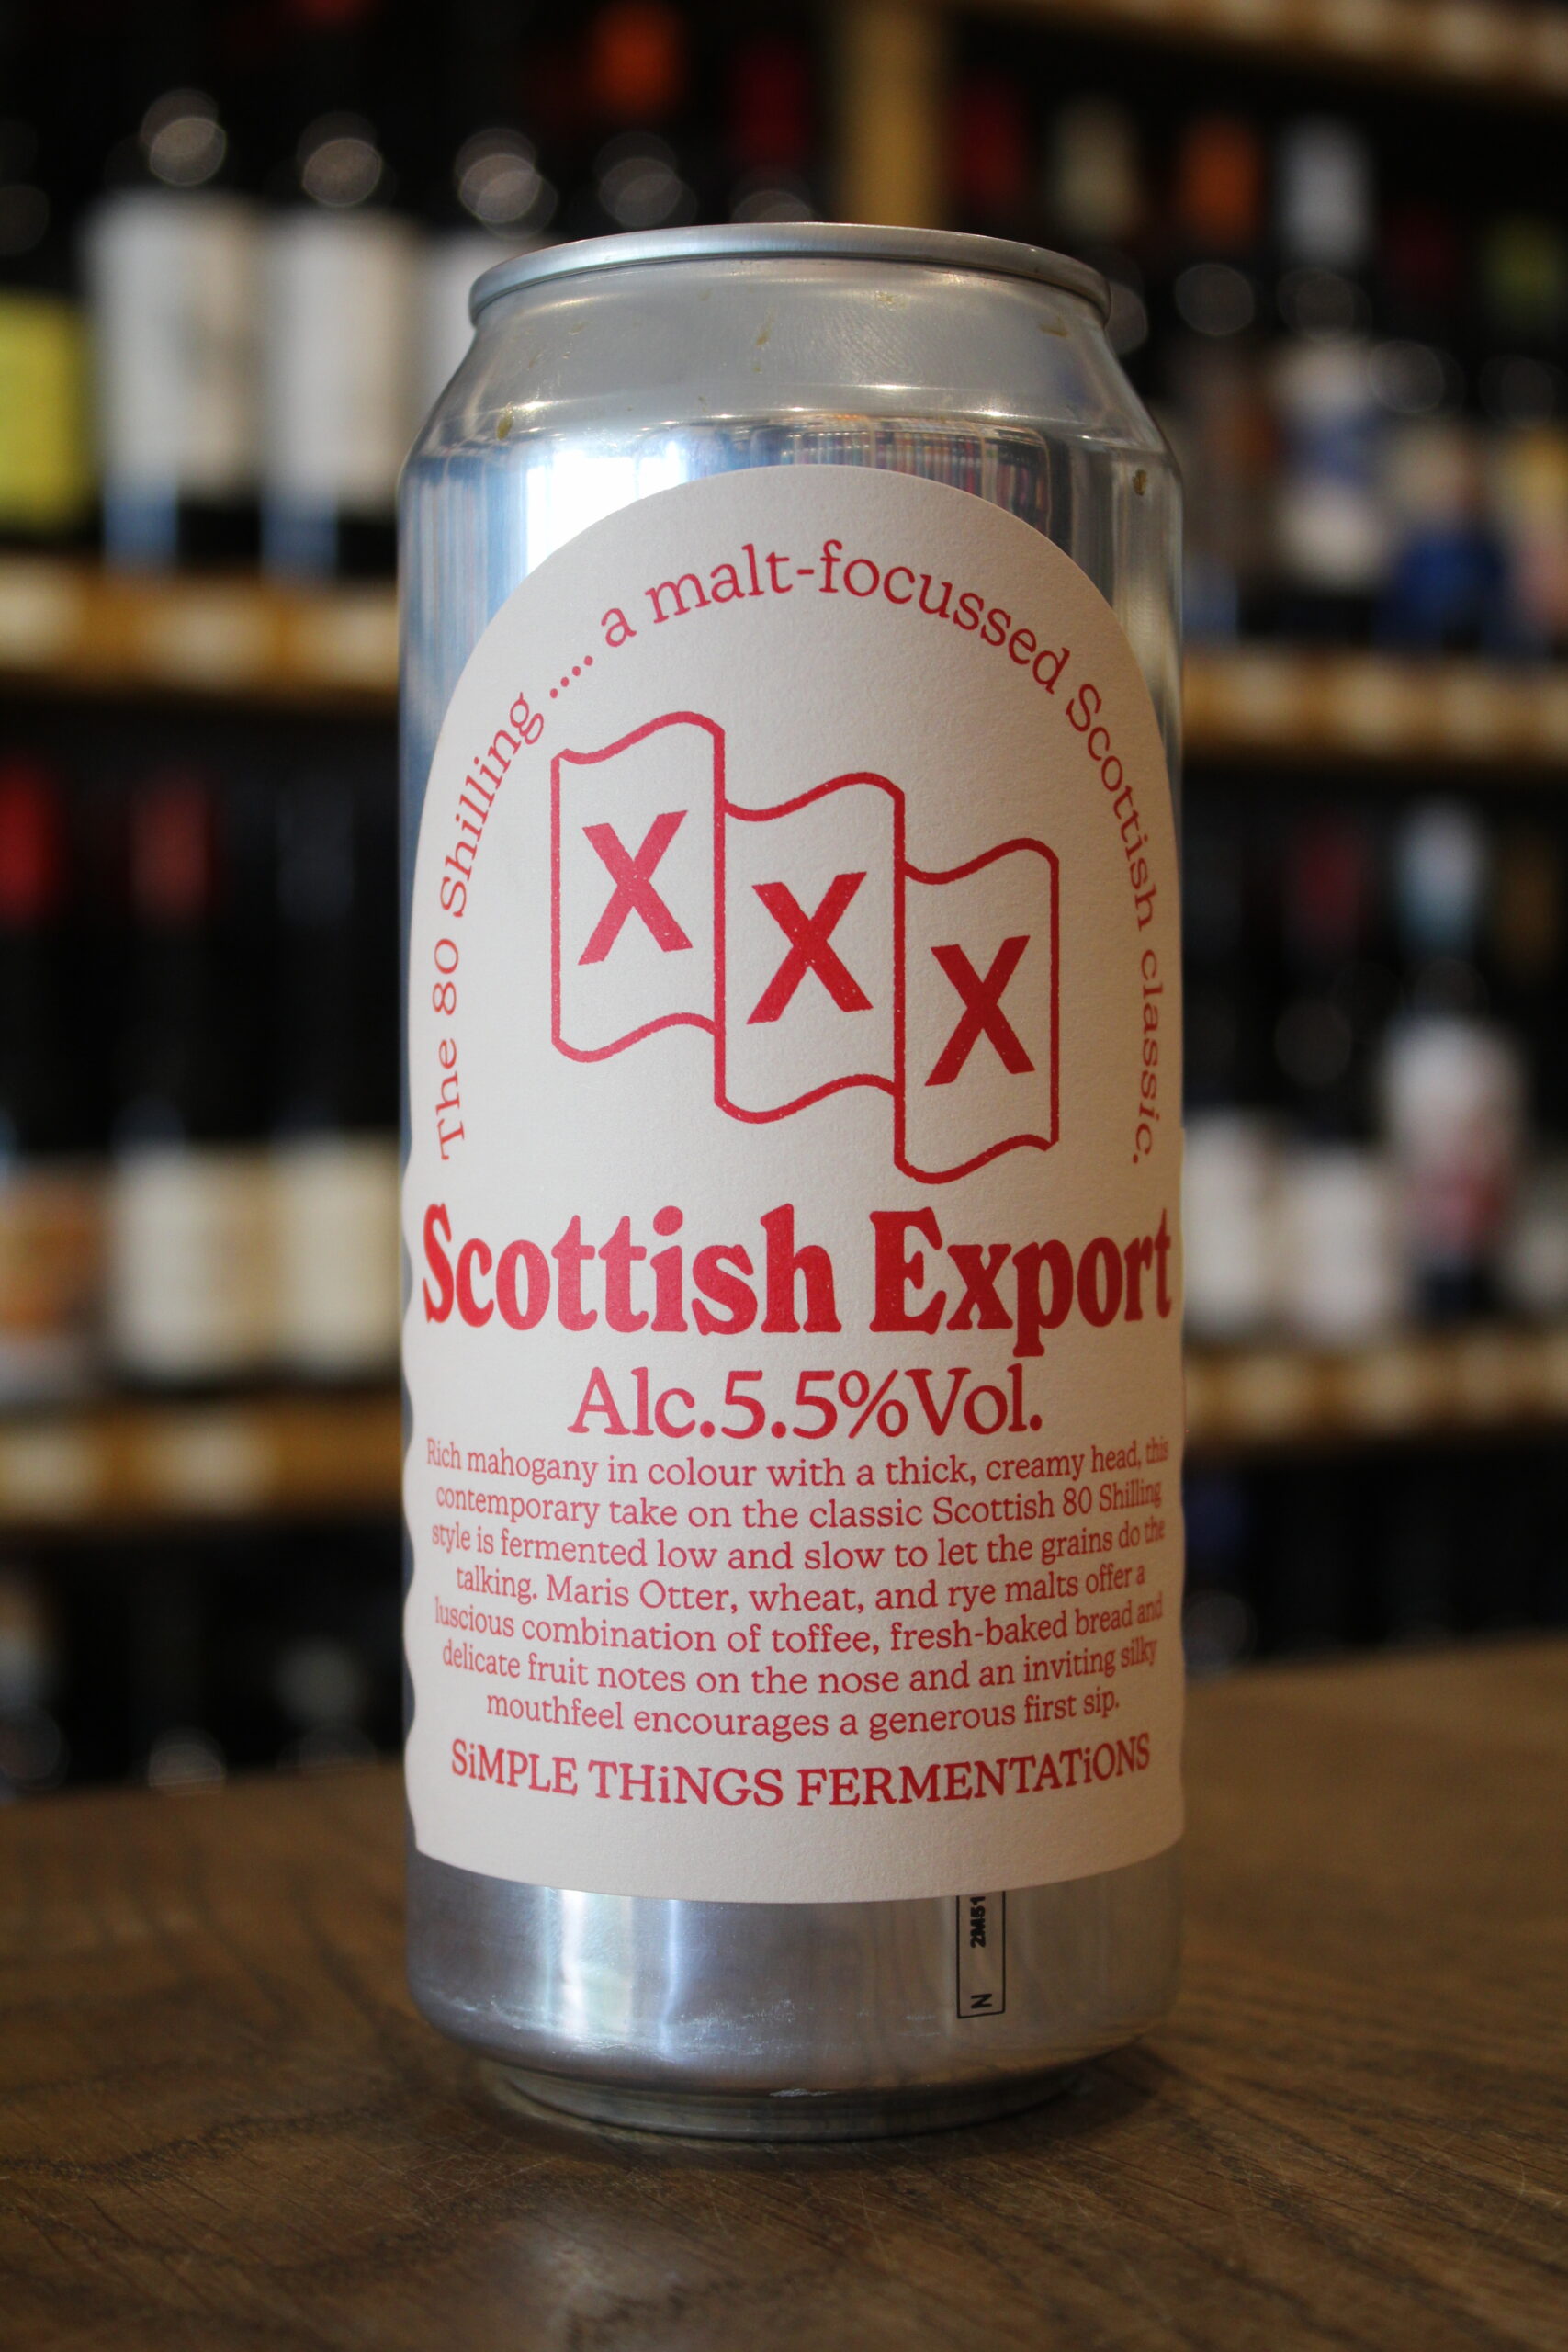 The 80 Shilling .... a malt-focussed Scottish classic.
X X X
Scottish Export
Alc.5.5%Vol.
Rich mahogany in colour with a thick, creamy head, this
contemporary take on the classic Scottish 80 Shilling
style is fermented low and slow to let the grains do the
talking. Maris Otter, wheat, and rye malts offer a
luscious combination of toffee, fresh-baked bread and
delicate fruit notes on the nose and an inviting silky
mouthfeel encourages a generous first sip.
SiMPLE THiNGS FERMENTATiONS
N 2M51